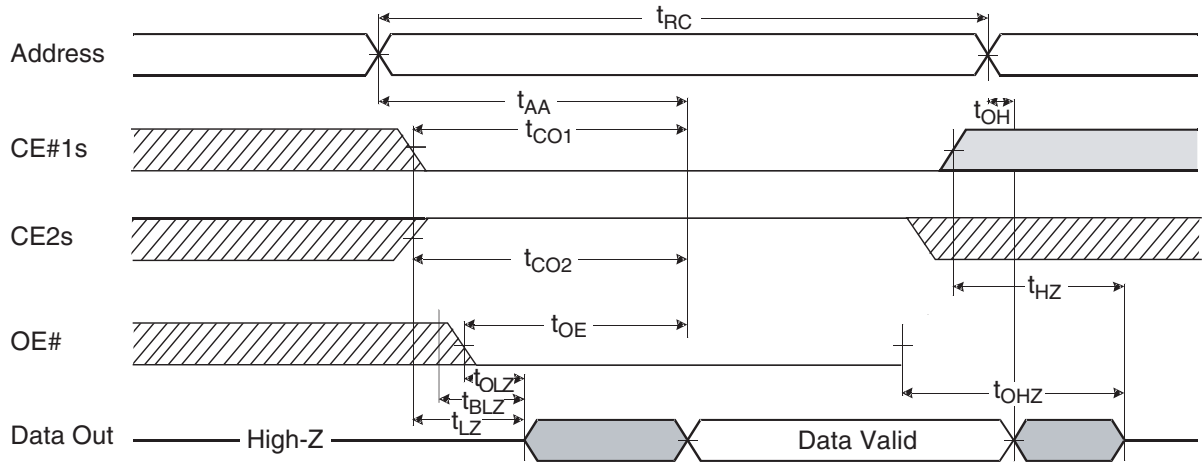 tRC
Address
tAA
tOH
tCO1
CE#1s
CE2s
tCO2
tHZ
tOE
OE#
tOLZ
tOHZ
tBLZ
tLZ
Data Out
High-Z
Data Valid